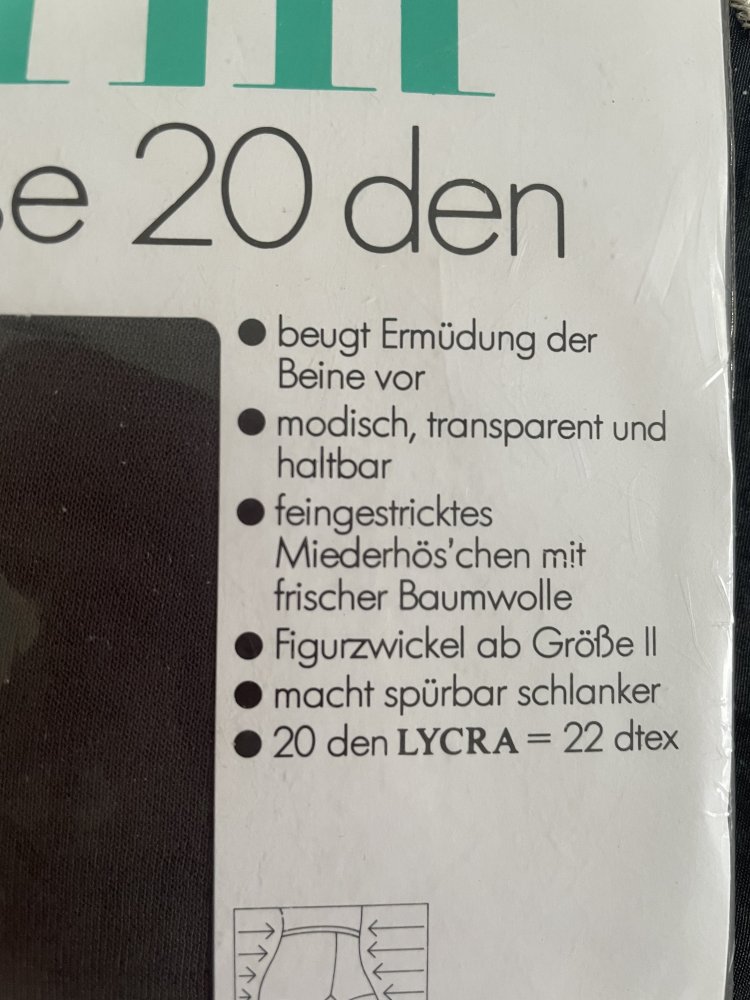 20 den
● beugt Ermüdung der
Beine vor
● modisch, transparent und
haltbar
● feingestricktes
Miederhös'chen mit
frischer Baumwolle
● Figurzwickel ab Größe II
● macht spürbar schlanker
● 20 den LYCRA = 22 dtex